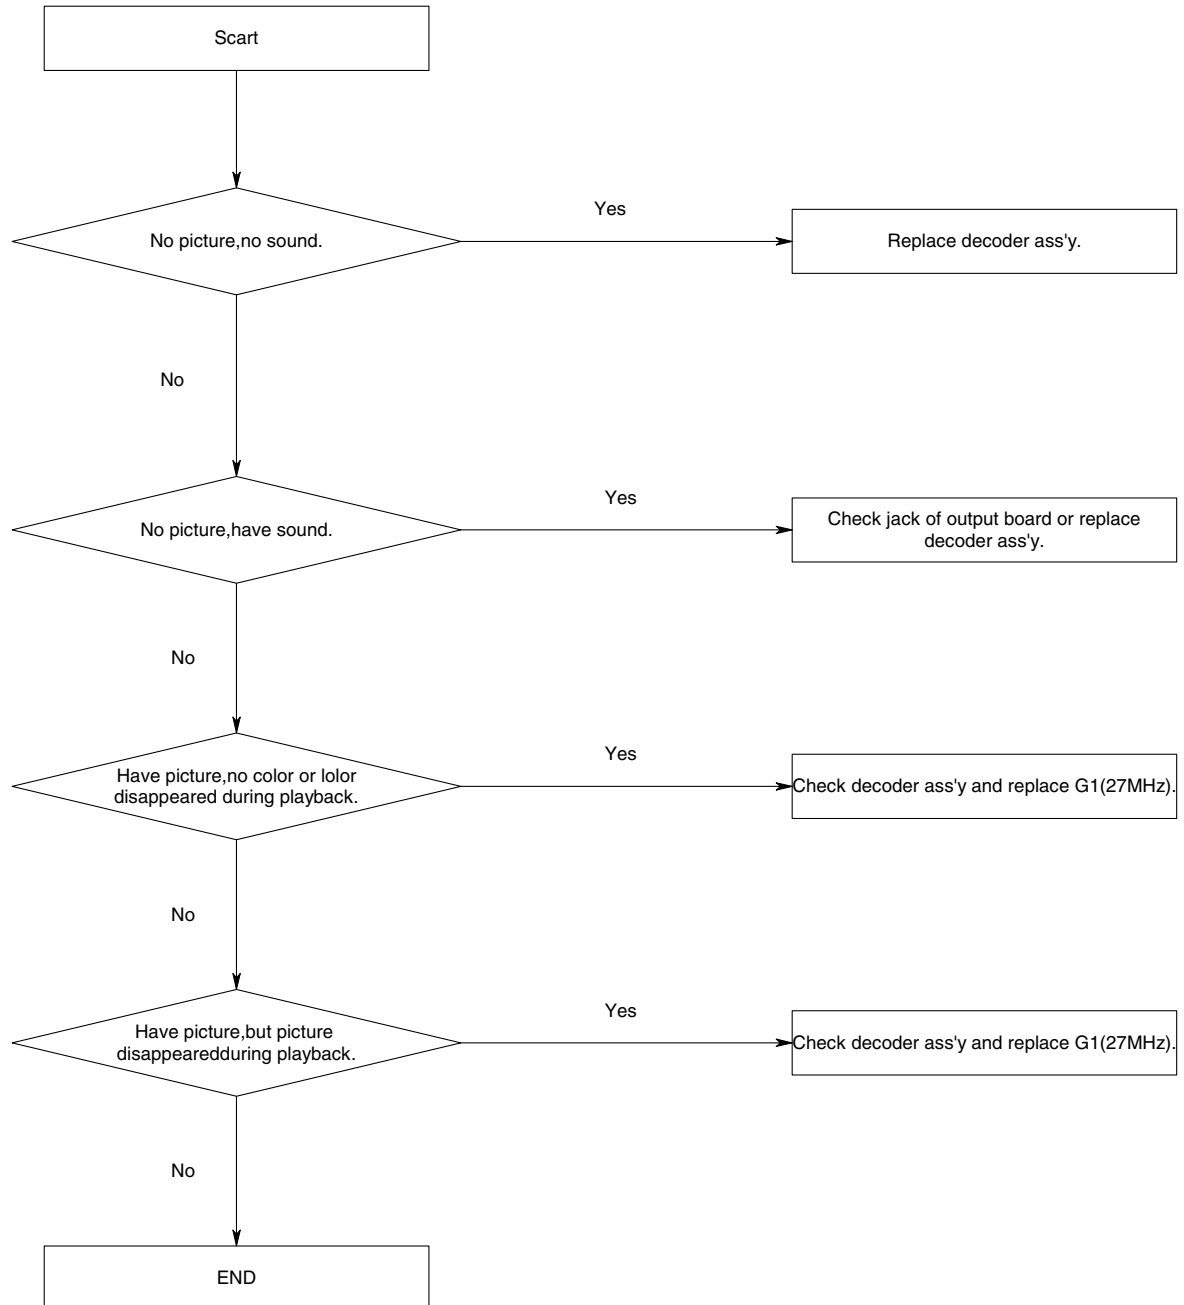 Scart
No picture,no sound.
Yes
Replace decoder ass'y.
No
No picture,have sound.
Yes
Check jack of output board or replace
decoder ass'y.
No
Have picture,no color or lolor
disappeared during playback.
Yes
Check decoder ass'y and replace G1(27MHz).
No
Have picture,but picture
disappearedduring playback.
Yes
Check decoder ass'y and replace G1(27MHz).
No
END